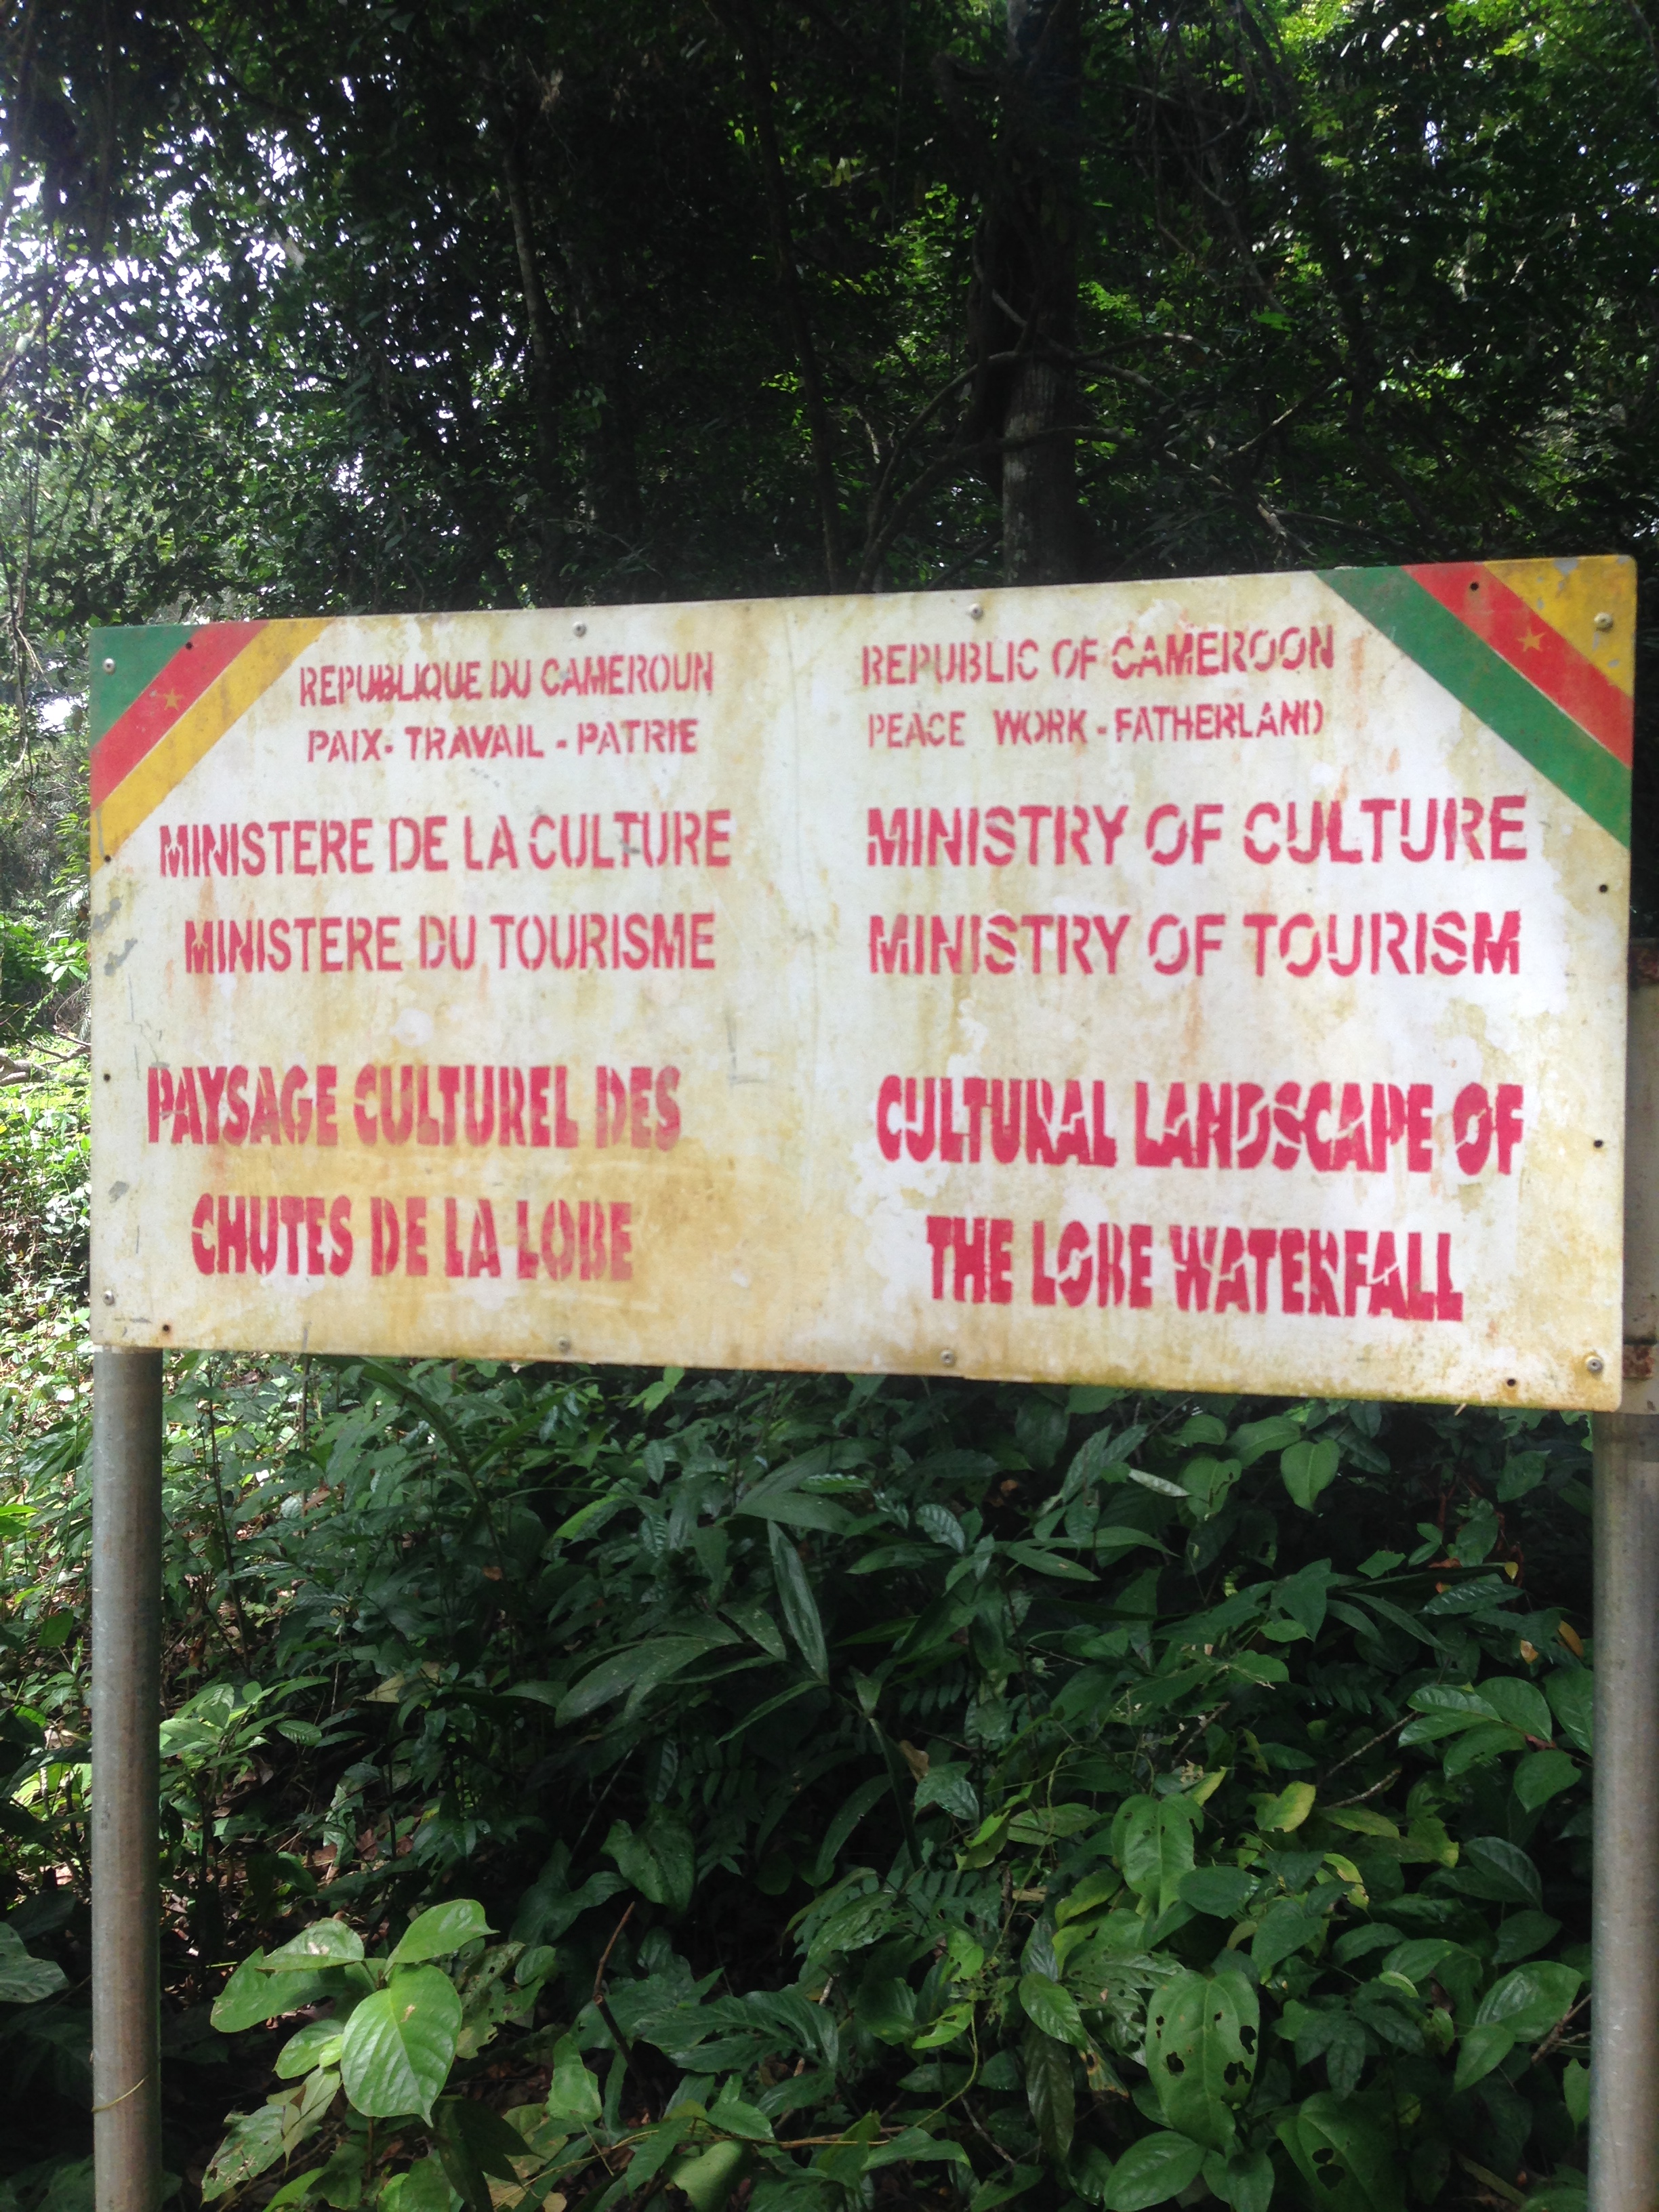 REPUBLIQUE DU CAMEROUN
PAIX - TRAVAIL - PATRIE
MINISTERE DE LA CULTURE
MINISTERE DU TOURISME
PAYSAGE CULTUREL DES
CHUTES DE LA LOBE
REPUBLIC OF CAMEROON
PEACE WORK - FATHERLAND
MINISTRY OF CULTURE
MINISTRY OF TOURISM
CULTURAL LANDSCAPE OF
THE LOBE WATERFALL